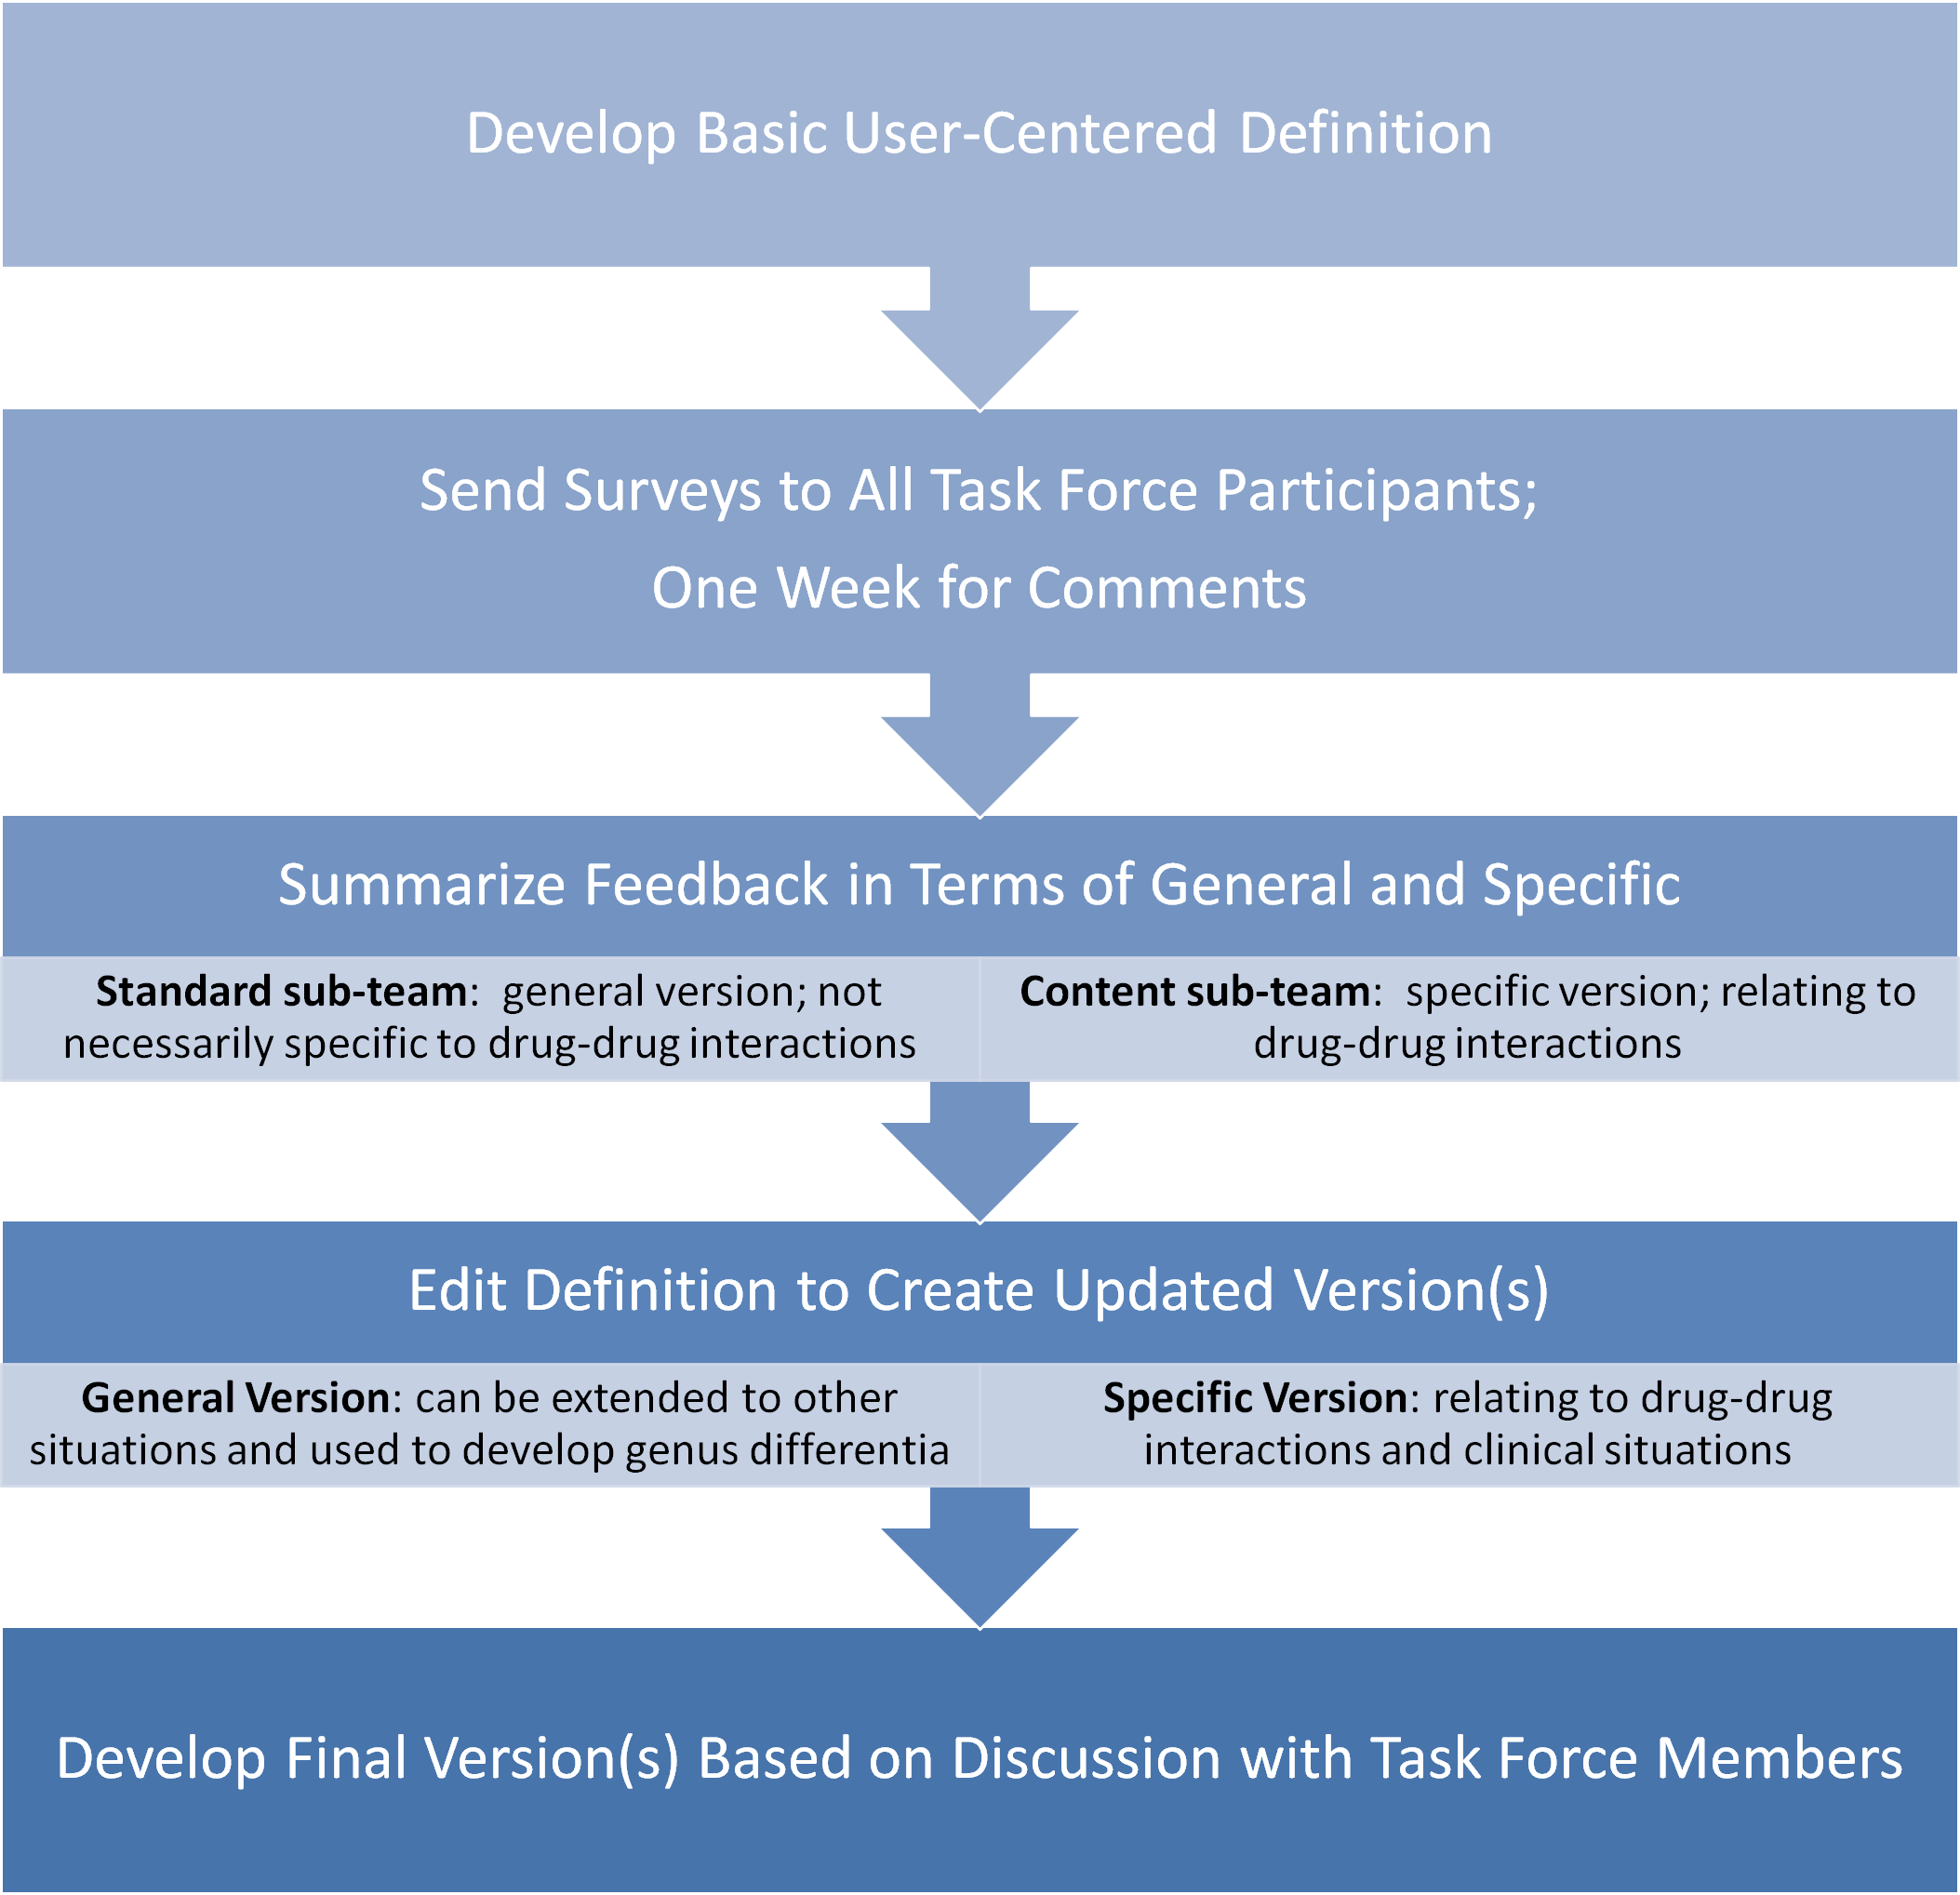 Develop Basic User-Centered Definition
Send Surveys to All Task Force Participants;
One Week for Comments
Summarize Feedback in Terms of General and Specific
Standard sub-team:  general version; not
necessarily specific to drug-drug interactions
Content sub-team:  specific version; relating to
drug-drug interactions
Edit Definition to Create Updated Version(s)
General Version: can be extended to other
situations and used to develop genus differentia
Specific Version: relating to drug-drug
interactions and clinical situations
Develop Final Version(s) Based on Discussion with Task Force Members